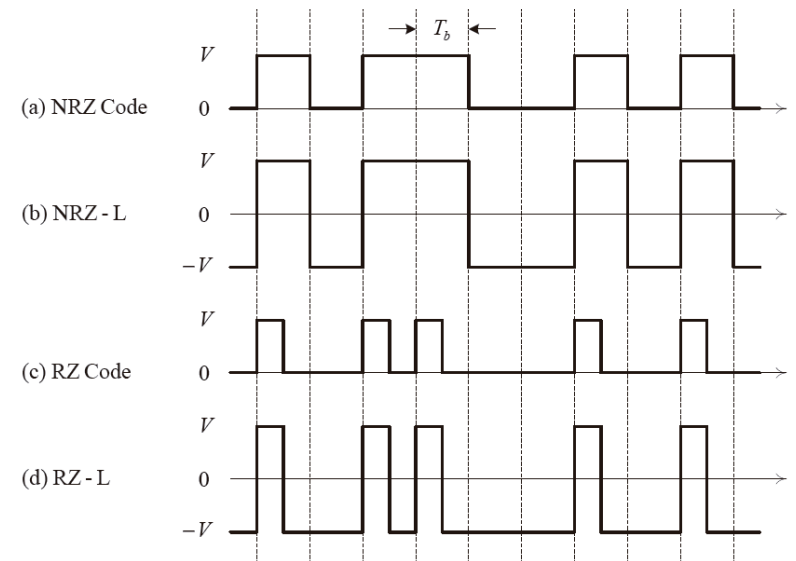 T_b
V
(a) NRZ Code 0
V
(b) NRZ - L 0
−V
V
(c) RZ Code 0
V
(d) RZ - L 0
−V